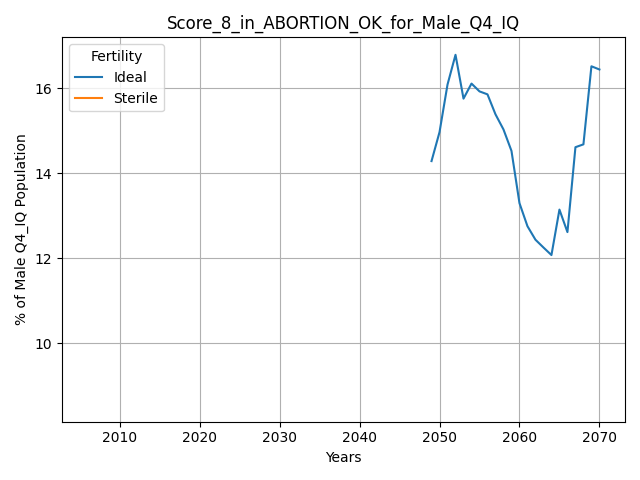 Score_8_in_ABORTION_OK_for_Male_Q4_IQ
Fertility
Ideal
Sterile
% of Male Q4_IQ Population
16
14
12
10
2010 2020 2030 2040 2050 2060 2070
Years